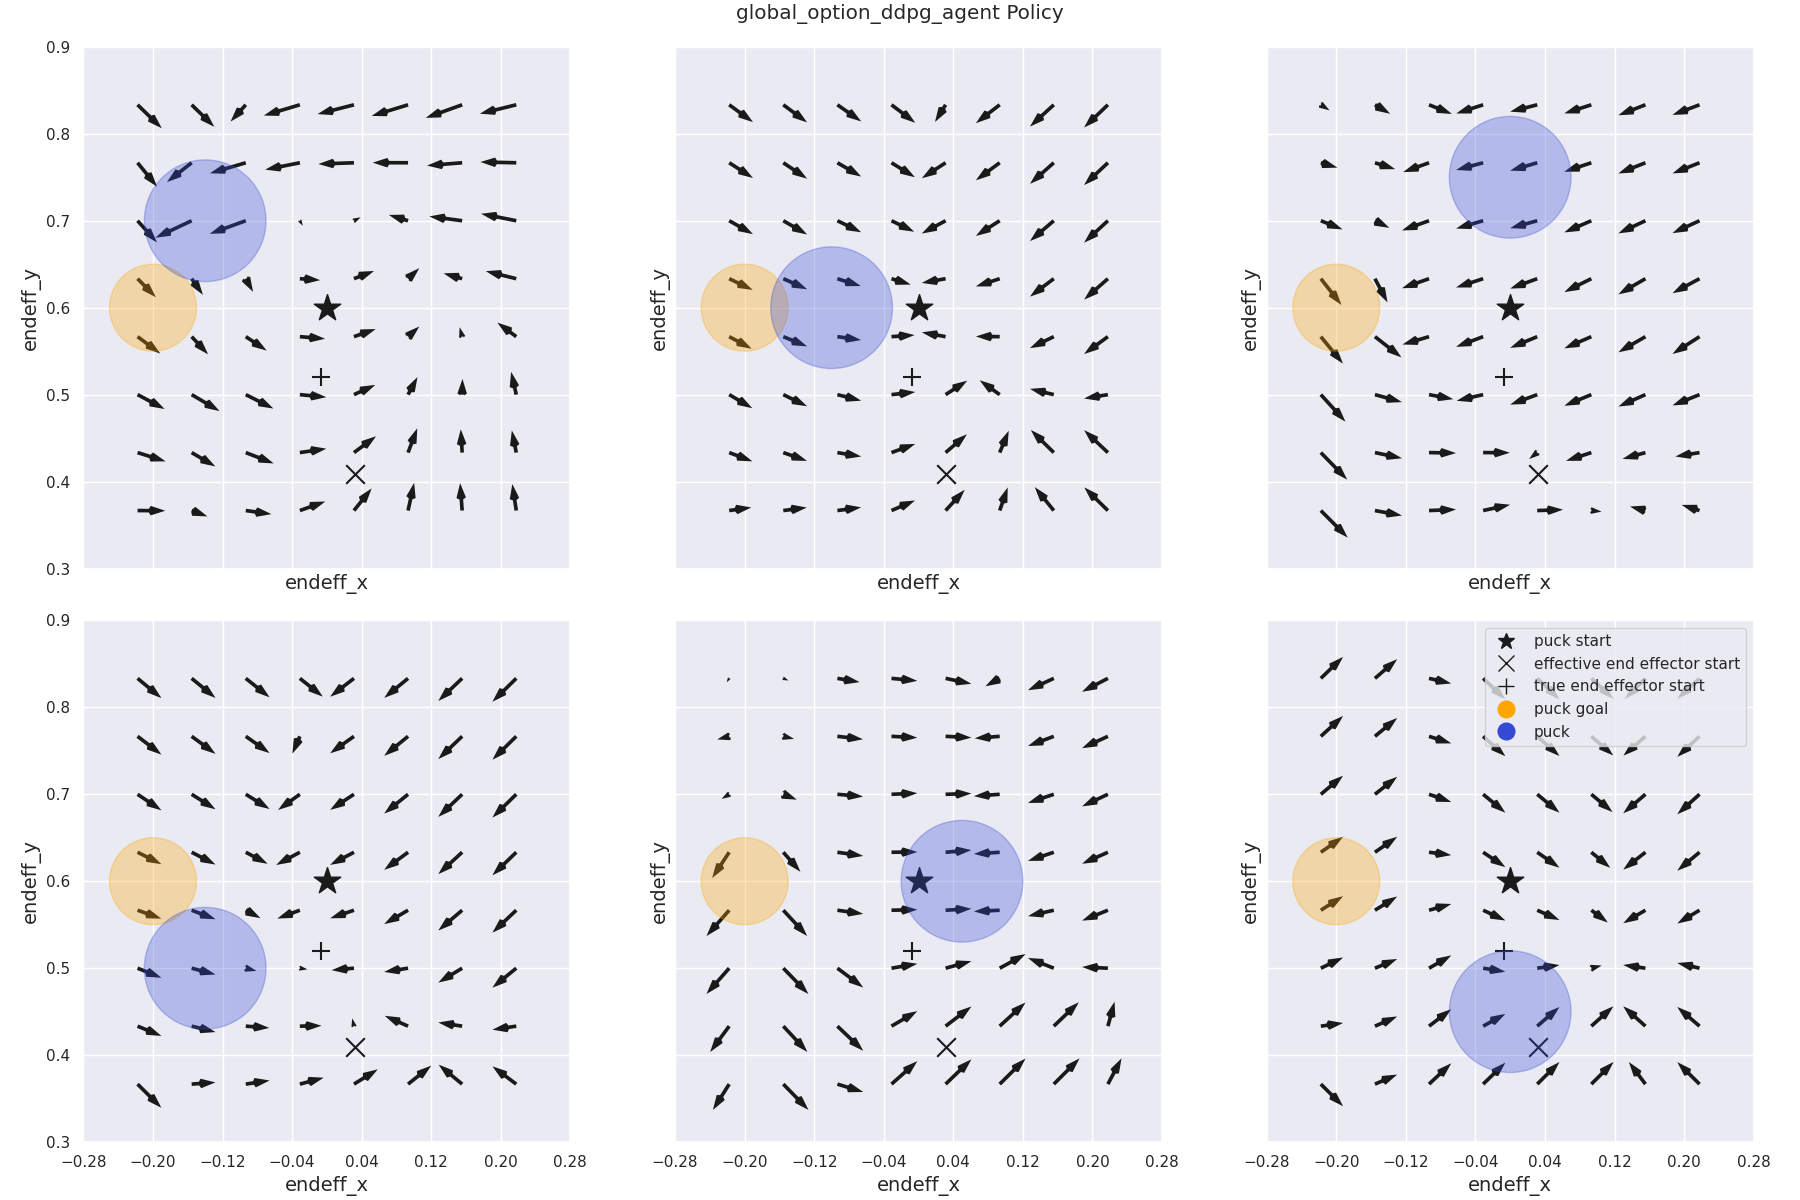 global_option_ddpg_agent Policy
0.9
0.8
0.7
0.6
0.5
0.4
0.3
endeff_y
endeff_x
endeff_y
endeff_x
endeff_y
endeff_x
0.9
0.8
0.7
0.6
0.5
0.4
0.3
endeff_y
−0.28 −0.20 −0.12 −0.04 0.04 0.12 0.20 0.28
endeff_x
endeff_y
−0.28 −0.20 −0.12 −0.04 0.04 0.12 0.20 0.28
endeff_x
puck start
effective end effector start
true end effector start
puck goal
puck
endeff_y
−0.28 −0.20 −0.12 −0.04 0.04 0.12 0.20 0.28
endeff_x